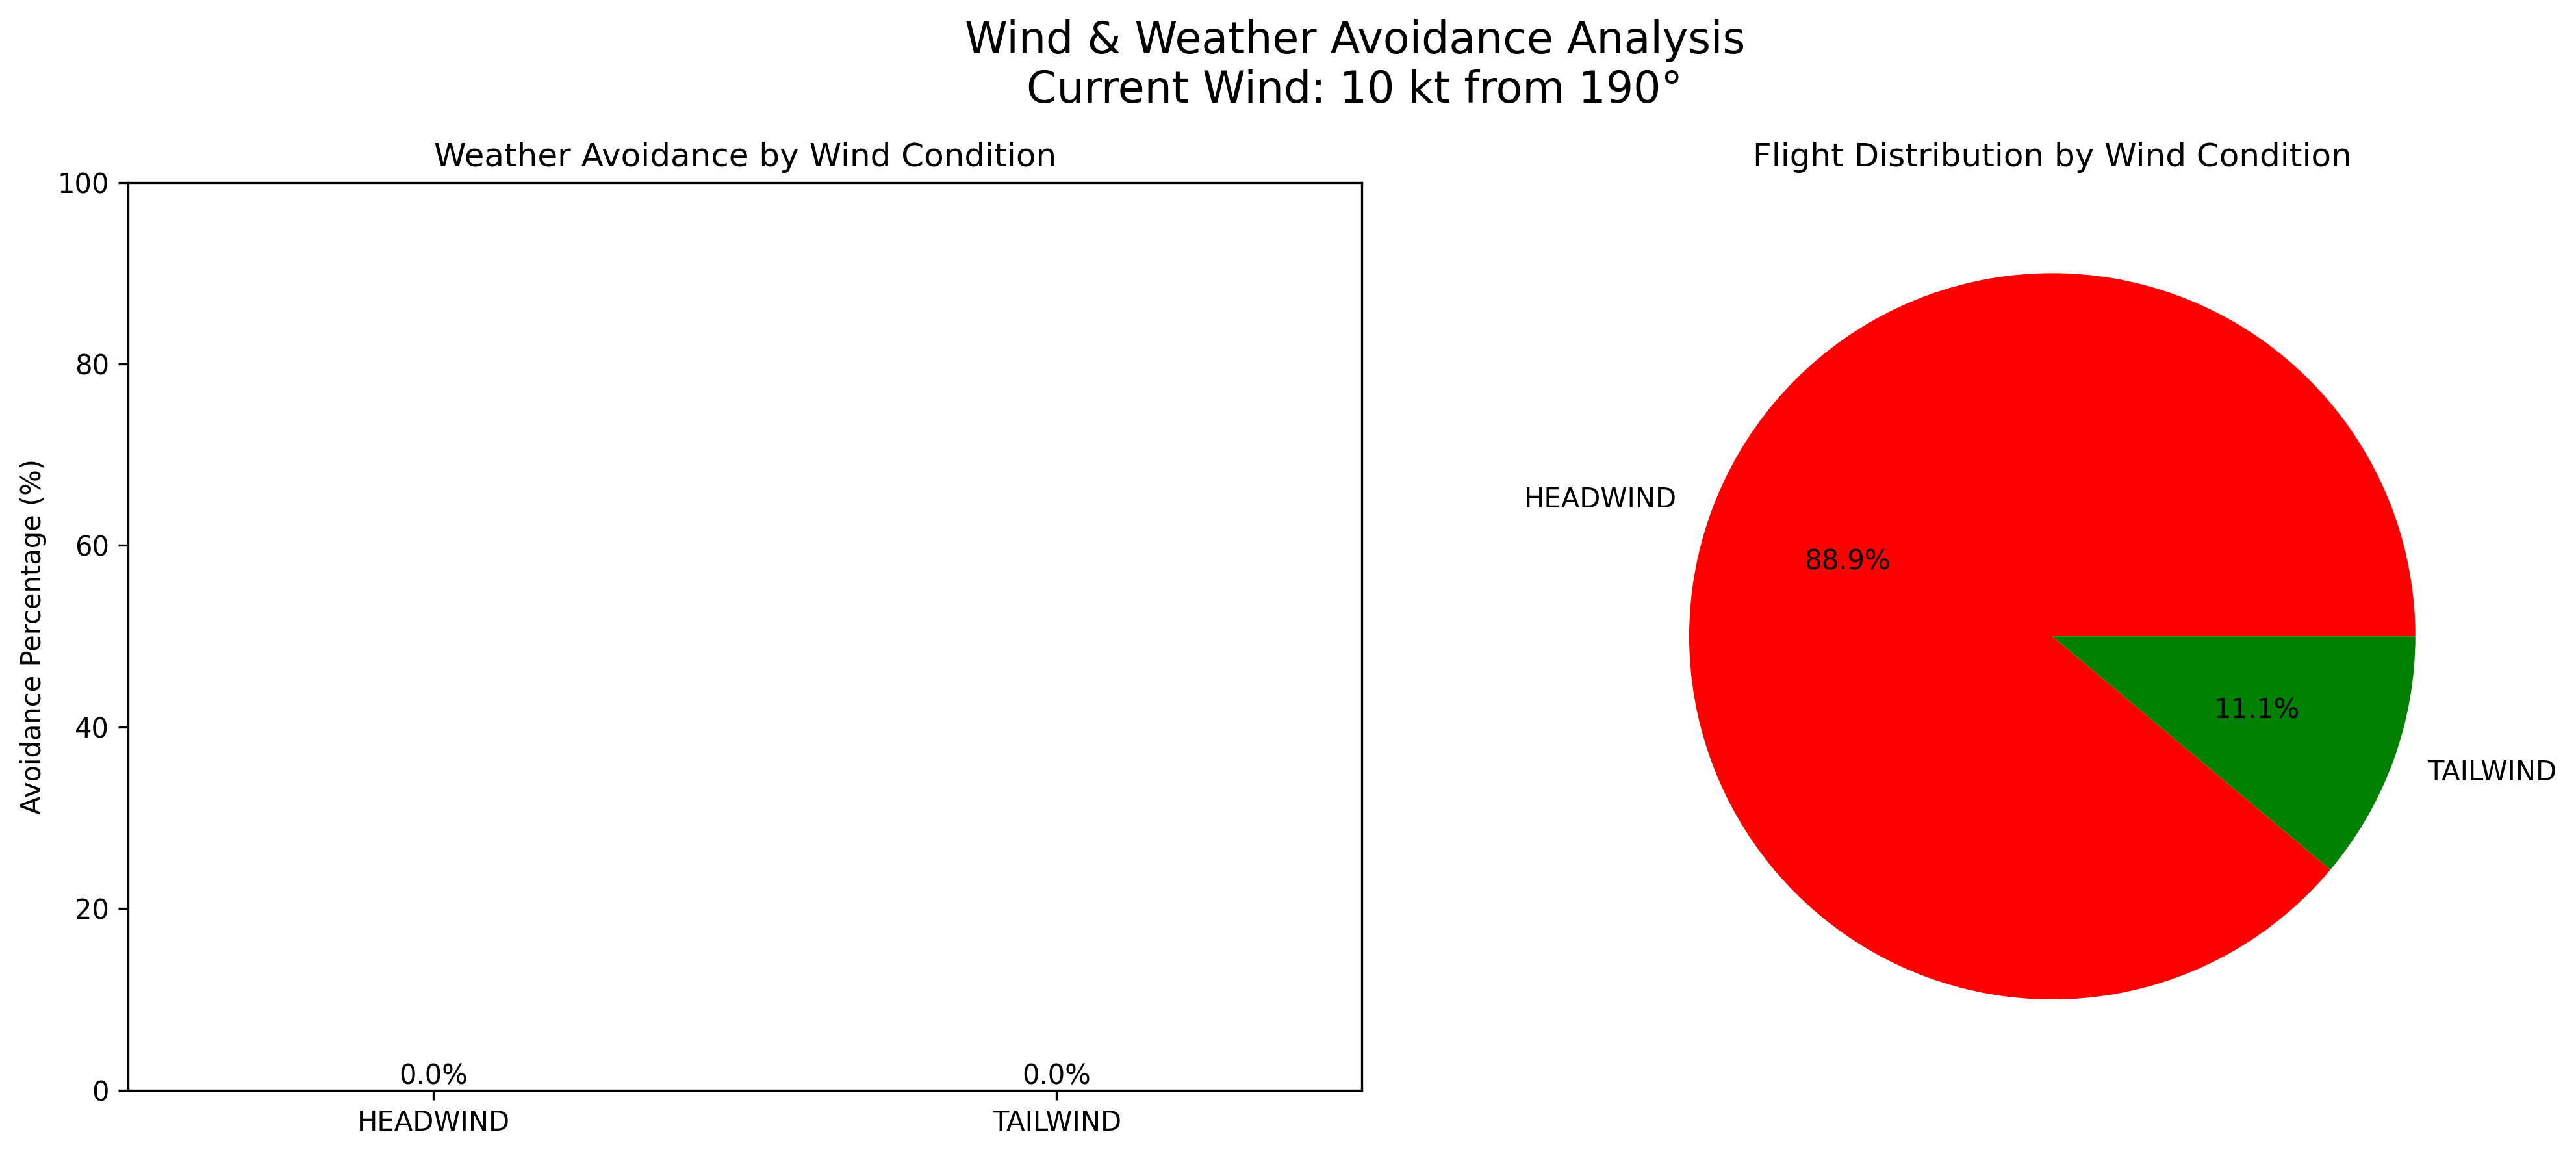 Wind & Weather Avoidance Analysis
Current Wind: 10 kt from 190°
Weather Avoidance by Wind Condition
100
80
60
40
20
0
Avoidance Percentage (%)
0.0%
0.0%
HEADWIND
TAILWIND
Flight Distribution by Wind Condition
HEADWIND
88.9%
11.1%
TAILWIND